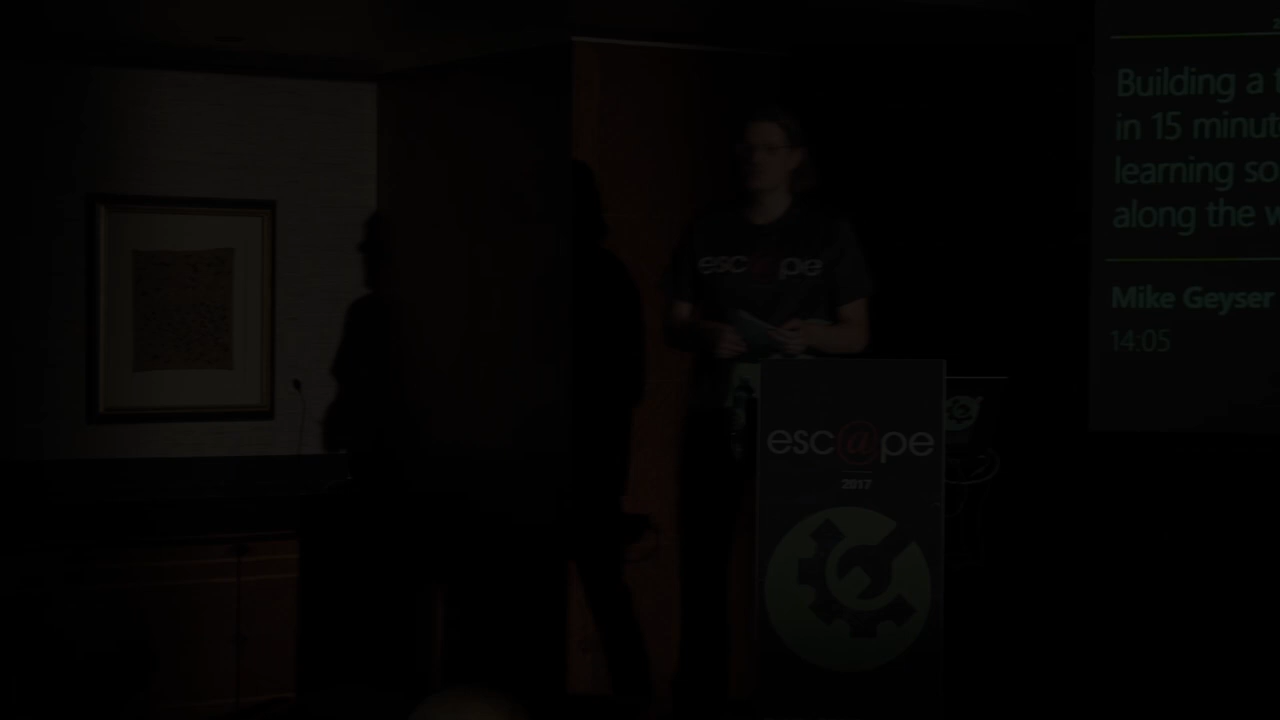 Building a
in 15 minut
learning so
along the w
Mike Geyser
14:05
esc@pe
esc@pe
2017